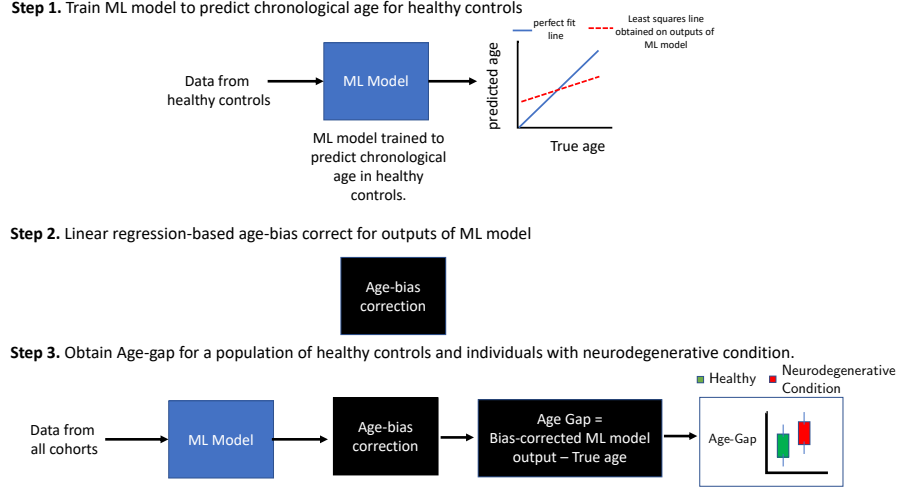 Step 1. Train ML model to predict chronological age for healthy controls
perfect fit
line
Least squares line
obtained on outputs of
ML model
Data from
healthy controls
ML Model
predicted age
True age
ML model trained to
predict chronological
age in healthy
controls.
Step 2. Linear regression-based age-bias correct for outputs of ML model
Age-bias
correction
Step 3. Obtain Age-gap for a population of healthy controls and individuals with neurodegenerative condition.
Healthy
Neurodegenerative
Condition
Data from
all cohorts
ML Model
Age-bias
correction
Age Gap =
Bias-corrected ML model
output – True age
Age-Gap